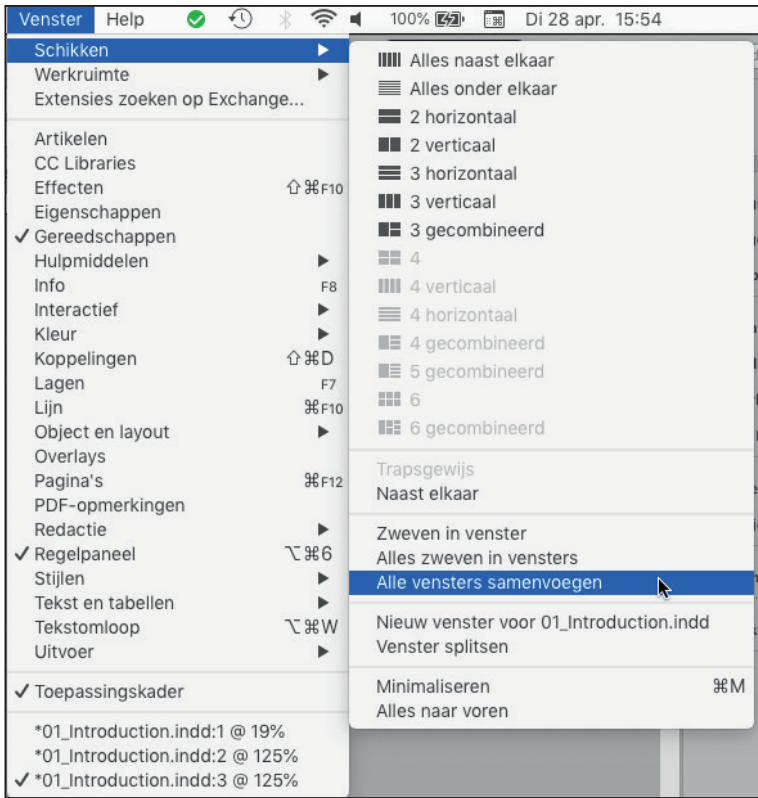 Venster Help 100% Di 28 apr. 15:54
Schikken
Werkruimte
Extensies zoeken op Exchange...
Artikelen
CC Libraries
Effecten ⇧⌘F10
Eigenschappen
✓ Gereedschappen
Hulpmiddelen
Info F8
Interactief
Kleur
Koppelingen ⇧⌘D
Lagen F7
Lijn ⌘F10
Object en layout
Overlays
Pagina's ⌘F12
PDF-opmerkingen
Redactie
✓ Regelpaneel ⌥⌘6
Stijlen
Tekst en tabellen
Tekstomloop ⌥⌘W
Uitvoer
✓ Toepassingskader
*01_Introduction.indd:1 @ 19%
*01_Introduction.indd:2 @ 125%
✓ *01_Introduction.indd:3 @ 125%
Alles naast elkaar
Alles onder elkaar
2 horizontaal
2 verticaal
3 horizontaal
3 verticaal
3 gecombineerd
4
4 verticaal
4 horizontaal
4 gecombineerd
5 gecombineerd
6
6 gecombineerd
Trapsgewijs
Naast elkaar
Zweven in venster
Alles zweven in vensters
Alle vensters samenvoegen
Nieuw venster voor 01_Introduction.indd
Venster splitsen
Minimaliseren ⌘M
Alles naar voren